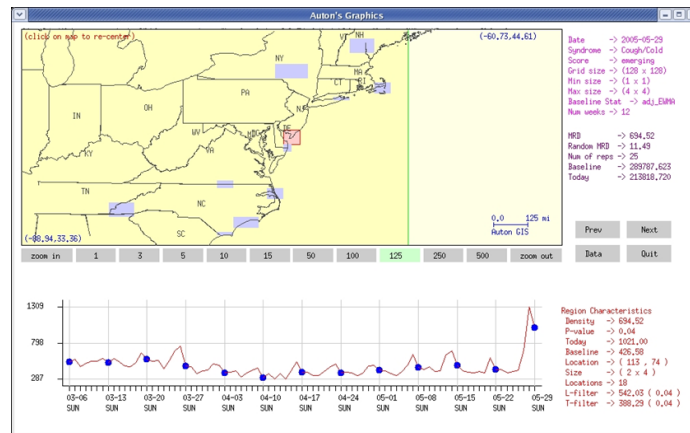 Auton's Graphics
(click on map to re-center)
(-60.73,44.61)
VT
NH
NY
MA
CT
RI
PA
NJ
OH
IN
DE
WV
VA
KY
TN
NC
SC
0.0 125 mi
Auton GIS
(-88.94,33.36)
zoom in 1 3 5 10 15 50 100 125 250 500 zoom out
Date -> 2005-05-29
Syndrome -> Cough/Cold
Score -> emerging
Grid size -> (128 x 128)
Min size -> (1 x 1)
Max size -> (4 x 4)
Baseline Stat -> adj_EWMA
Num weeks -> 12
MRD -> 694.52
Random MRD -> 11.49
Num of reps -> 25
Baseline -> 289787.623
Today -> 213818.720
Prev Next
Data Quit
1309
798
287
03-06 03-13 03-20 03-27 04-03 04-10 04-17 04-24 05-01 05-08 05-15 05-22 05-29
SUN SUN SUN SUN SUN SUN SUN SUN SUN SUN SUN SUN SUN
Region Characteristics
Density -> 694.52
P-value -> 0.04
Today -> 1021.00
Baseline -> 426.58
Location -> ( 113 , 74 )
Size -> ( 2 x 4 )
Locations -> 18
L-filter -> 542.03 ( 0.04 )
T-filter -> 388.29 ( 0.04 )